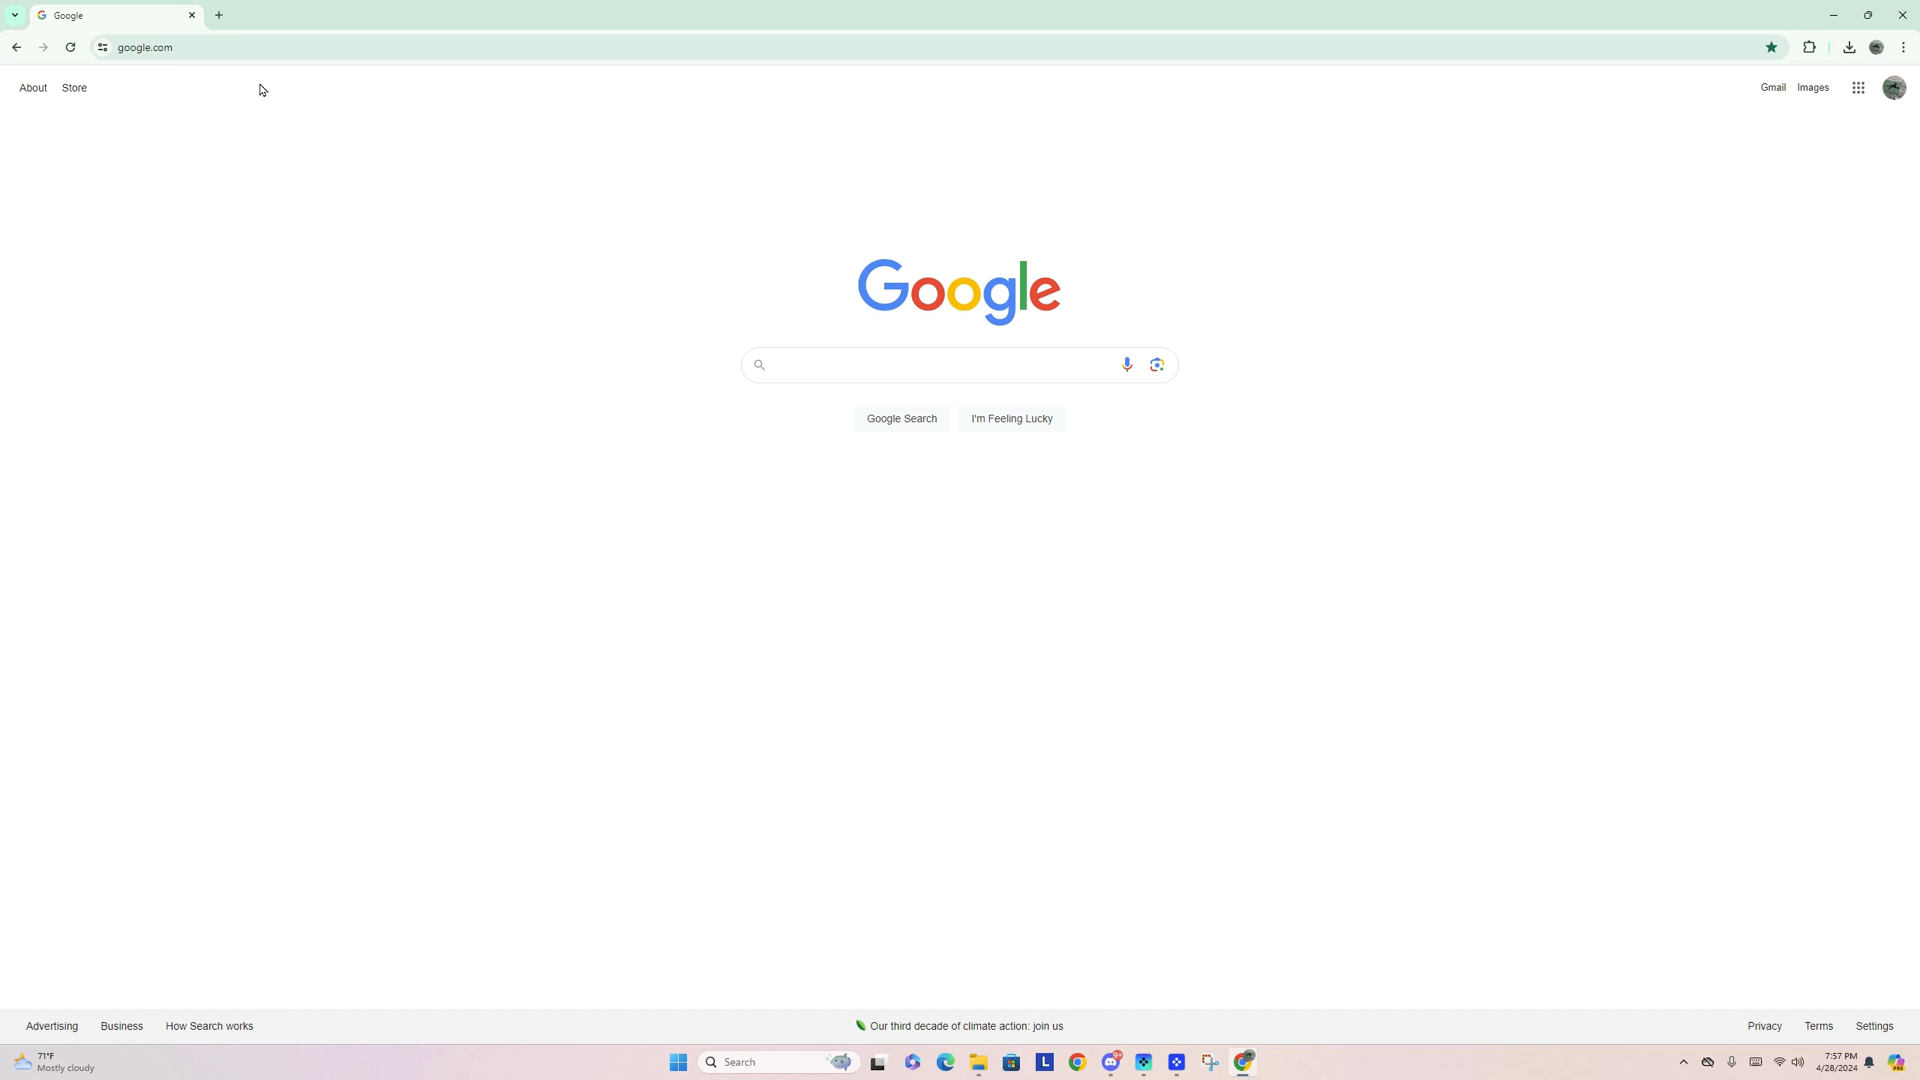 Google
google.com
About Store
Gmail Images
Google
Google Search I'm Feeling Lucky
Advertising Business How Search works
Our third decade of climate action: join us
Privacy Terms Settings
71°F
Mostly cloudy
Search
L
9+
7:57 PM
4/28/2024
PRE